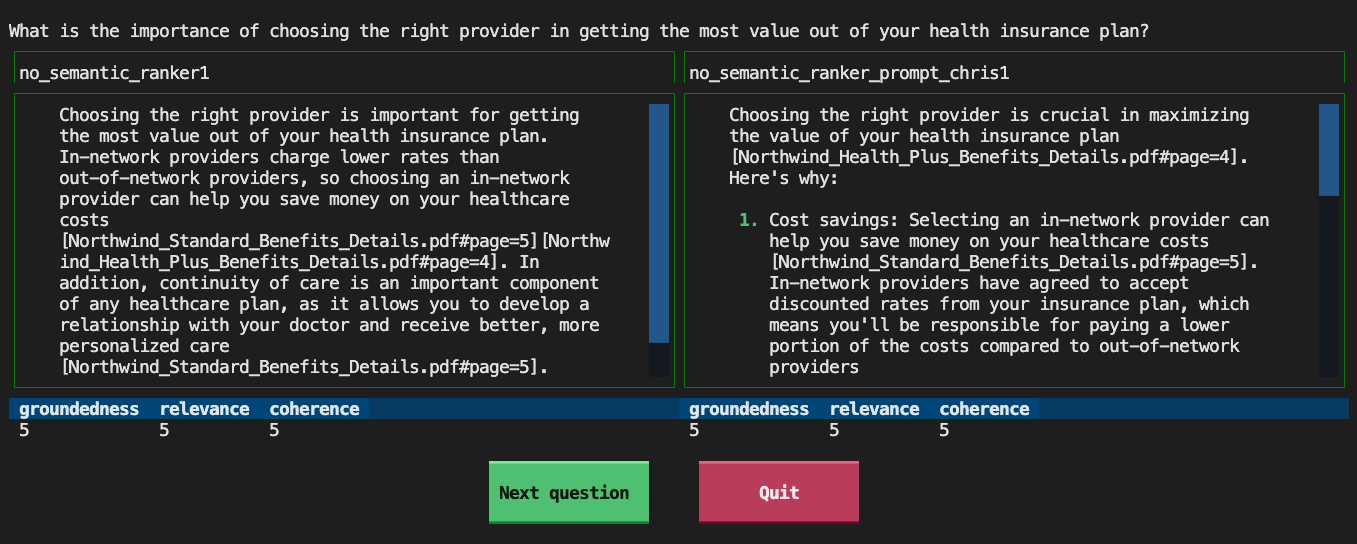 What is the importance of choosing the right provider in getting the most value out of your health insurance plan?
no_semantic_ranker1
Choosing the right provider is important for getting
the most value out of your health insurance plan.
In-network providers charge lower rates than
out-of-network providers, so choosing an in-network
provider can help you save money on your healthcare
costs
[Northwind_Standard_Benefits_Details.pdf#page=5][Northw
ind_Health_Plus_Benefits_Details.pdf#page=4]. In
addition, continuity of care is an important component
of any healthcare plan, as it allows you to develop a
relationship with your doctor and receive better, more
personalized care
[Northwind_Standard_Benefits_Details.pdf#page=5].
groundedness relevance coherence
5 5 5
no_semantic_ranker_prompt_chris1
Choosing the right provider is crucial in maximizing
the value of your health insurance plan
[Northwind_Health_Plus_Benefits_Details.pdf#page=4].
Here's why:
1. Cost savings: Selecting an in-network provider can
help you save money on your healthcare costs
[Northwind_Standard_Benefits_Details.pdf#page=5].
In-network providers have agreed to accept
discounted rates from your insurance plan, which
means you'll be responsible for paying a lower
portion of the costs compared to out-of-network
providers
groundedness relevance coherence
5 5 5
Next question
Quit